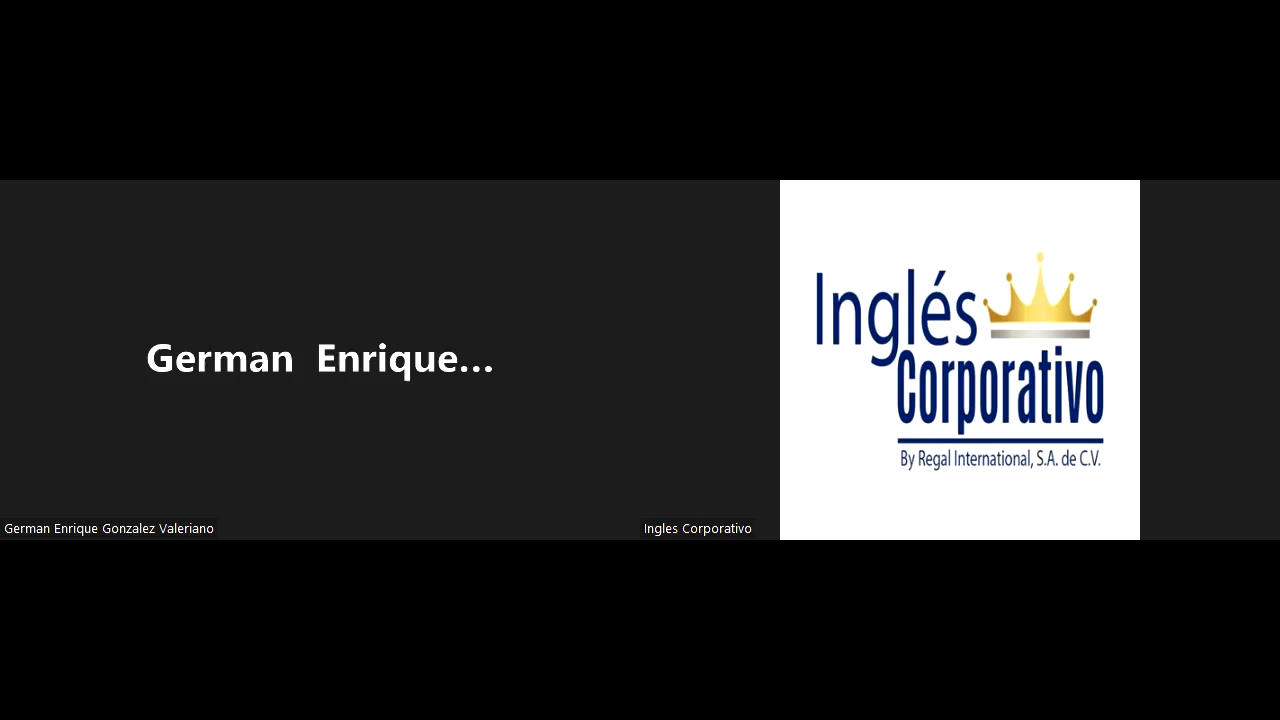 German Enrique...
Inglés
Corporativo
By Regal International, S.A. de C.V.
German Enrique Gonzalez Valeriano
Ingles Corporativo